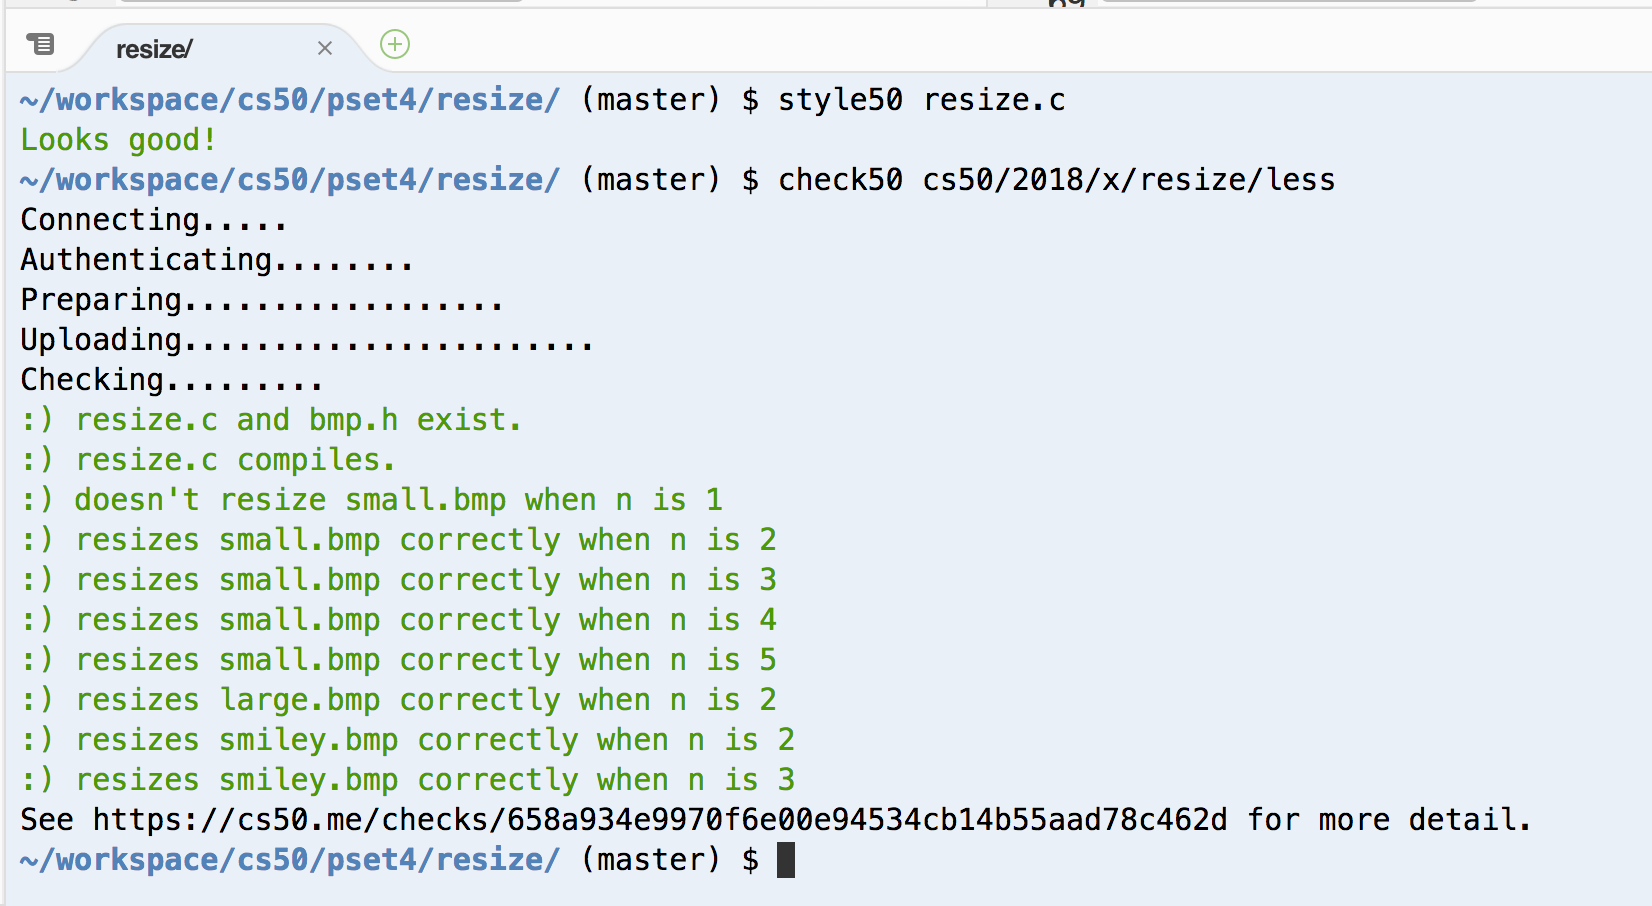 resize/
~/workspace/cs50/pset4/resize/ (master) $ style50 resize.c
Looks good!
~/workspace/cs50/pset4/resize/ (master) $ check50 cs50/2018/x/resize/less
Connecting.....
Authenticating........
Preparing..................
Uploading.......................
Checking.........
:) resize.c and bmp.h exist.
:) resize.c compiles.
:) doesn't resize small.bmp when n is 1
:) resizes small.bmp correctly when n is 2
:) resizes small.bmp correctly when n is 3
:) resizes small.bmp correctly when n is 4
:) resizes small.bmp correctly when n is 5
:) resizes large.bmp correctly when n is 2
:) resizes smiley.bmp correctly when n is 2
:) resizes smiley.bmp correctly when n is 3
See https://cs50.me/checks/658a934e9970f6e00e94534cb14b55aad78c462d for more detail.
~/workspace/cs50/pset4/resize/ (master) $